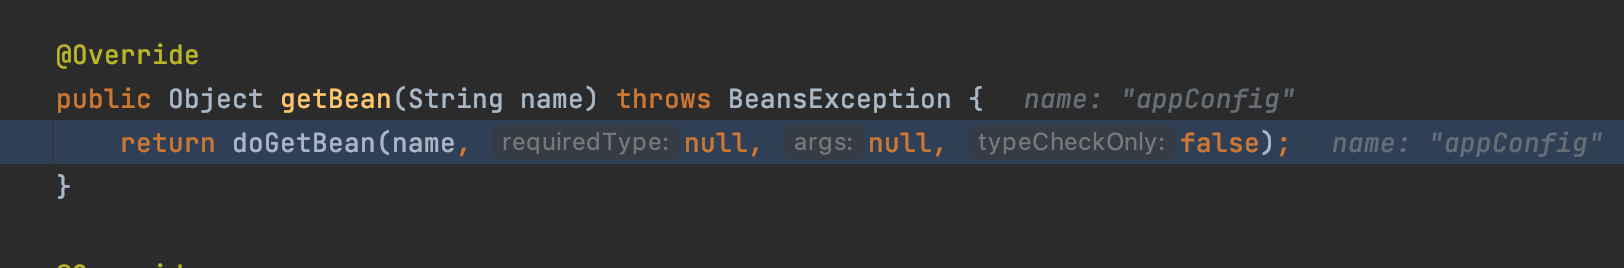 @Override
public Object getBean(String name) throws BeansException {   name: "appConfig"
    return doGetBean(name, requiredType: null, args: null, typeCheckOnly: false);   name: "appConfig"
}